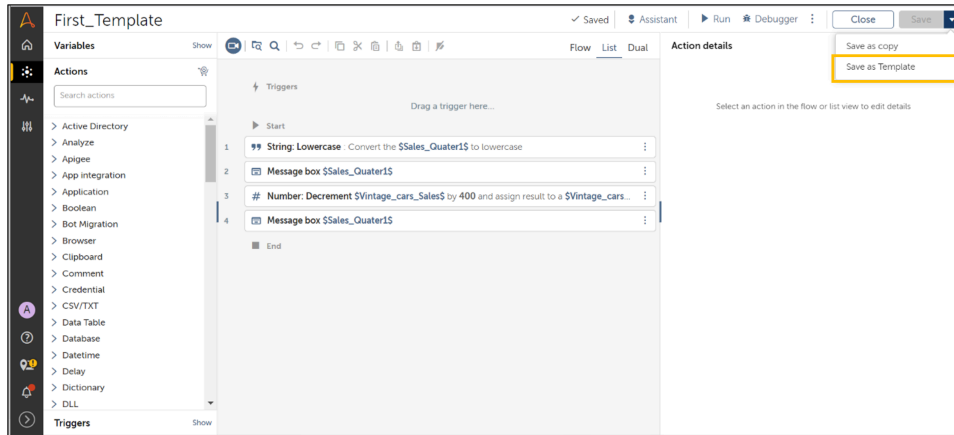 First_Template
Saved
Assistant
Run
Debugger
Close
Save
Variables
Show
Flow
List
Dual
Action details
Save as copy
Save as Template
Actions
Search actions
Triggers
Drag a trigger here...
Select an action in the flow or list view to edit details
Start
1 String: Lowercase : Convert the $Sales_Quater1$ to lowercase
2 Message box $Sales_Quater1$
3 # Number: Decrement $Vintage_cars_Sales$ by 400 and assign result to a $Vintage_cars...
4 Message box $Sales_Quater1$
End
Active Directory
Analyze
Apigee
App integration
Application
Boolean
Bot Migration
Browser
Clipboard
Comment
Credential
CSV/TXT
Data Table
Database
Datetime
Delay
Dictionary
DLL
Triggers
Show
A